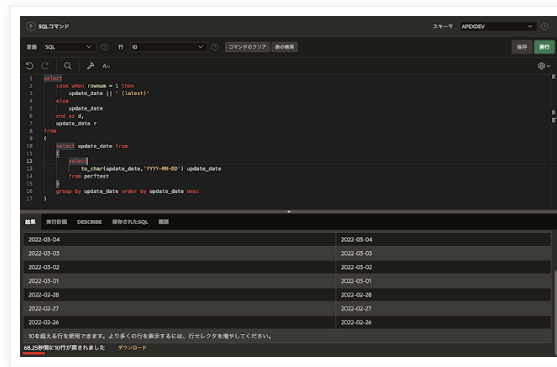 SQLコマンド スキーマ APEXDEV
言語 SQL 行 10 コマンドのクリア 表の検索 保存 実行
1 select
2 case when rownum = 1 then
3 update_date || ' (latest)'
4 else
5 update_date
6 end as d,
7 update_date r
8 from
9 (
10 select update_date from
11 (
12 select
13 to_char(update_date,'YYYY-MM-DD') update_date
14 from perftest
15 )
16 group by update_date order by update_date desc
17 )
結果 実行計画 DESCRIBE 保存されたSQL 履歴
2022-03-04 2022-03-04
2022-03-03 2022-03-03
2022-03-02 2022-03-02
2022-03-01 2022-03-01
2022-02-28 2022-02-28
2022-02-27 2022-02-27
2022-02-26 2022-02-26
10を超える行を使用できます。より多くの行を表示するには、行セレクタを増やしてください。
68.25秒間に10行が戻されました ダウンロード